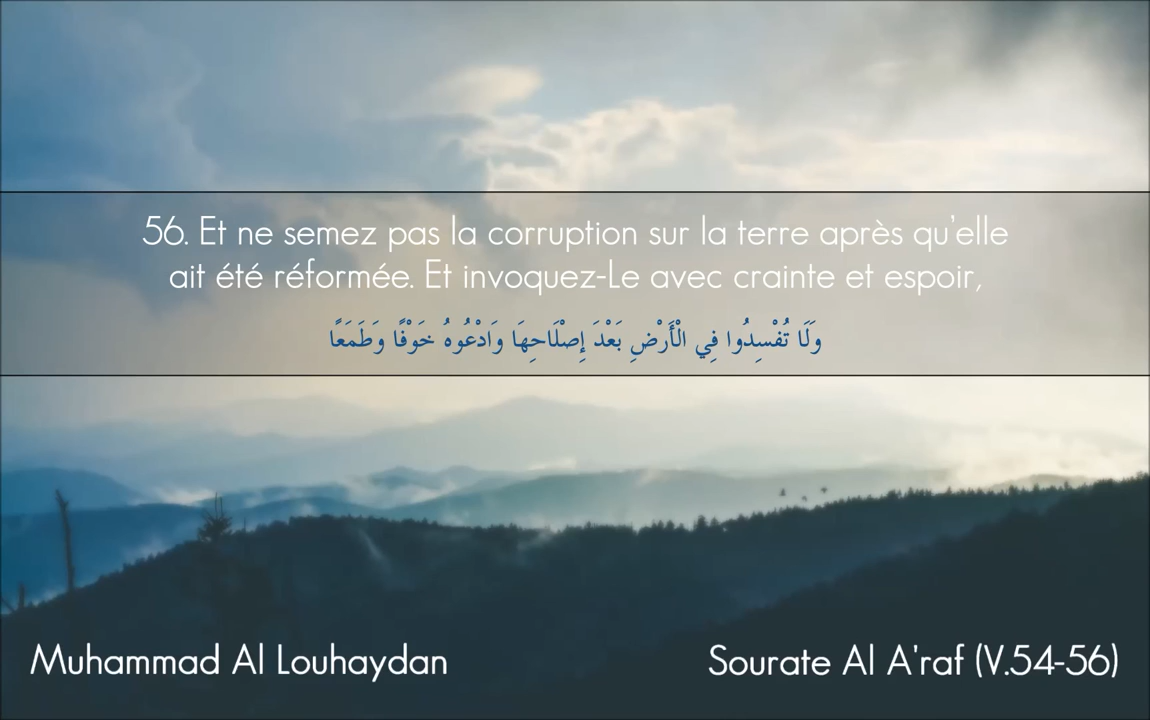 56. Et ne semez pas la corruption sur la terre après qu'elle
ait été réformée. Et invoquez-Le avec crainte et espoir,
وَلَا تُفْسِدُوا فِي الْأَرْضِ بَعْدَ إِصْلَاحِهَا وَادْعُوهُ خَوْفًا وَطَمَعًا
Muhammad Al Louhaydan
Sourate Al A'raf (V.54-56)